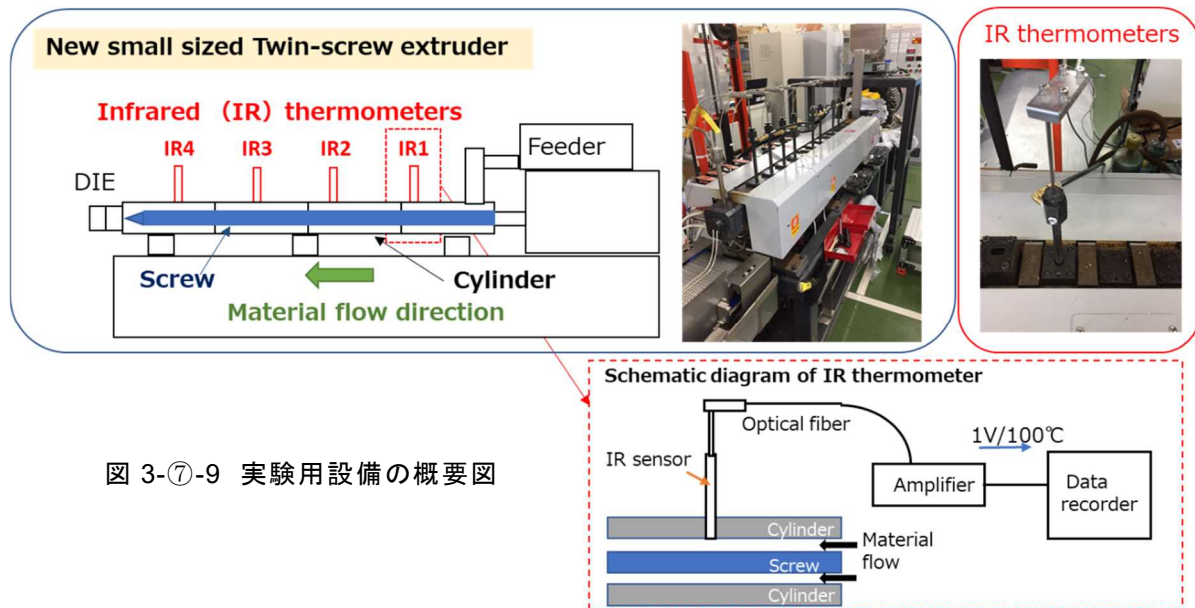 New small sized Twin-screw extruder
Infrared （IR）thermometers
IR4
IR3
IR2
IR1
Feeder
DIE
Screw
Cylinder
Material flow direction
IR thermometers
Schematic diagram of IR thermometer
Optical fiber
1V/100℃
IR sensor
Amplifier
Data
recorder
Cylinder
Material
flow
Screw
Cylinder
図 3-⑦-9 実験用設備の概要図